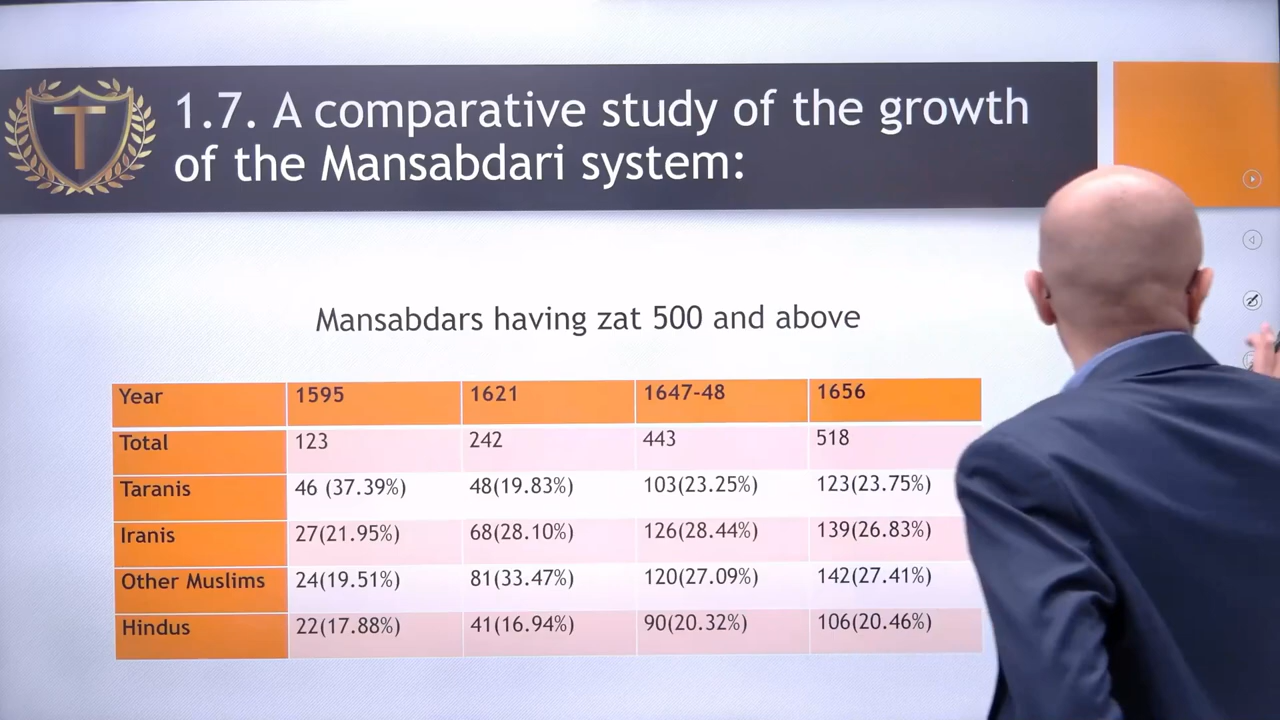 T
1.7. A comparative study of the growth
of the Mansabdari system:
Mansabdars having zat 500 and above
Year 1595 1621 1647-48 1656
Total 123 242 443 518
Taranis 46 (37.39%) 48(19.83%) 103(23.25%) 123(23.75%)
Iranis 27(21.95%) 68(28.10%) 126(28.44%) 139(26.83%)
Other Muslims 24(19.51%) 81(33.47%) 120(27.09%) 142(27.41%)
Hindus 22(17.88%) 41(16.94%) 90(20.32%) 106(20.46%)